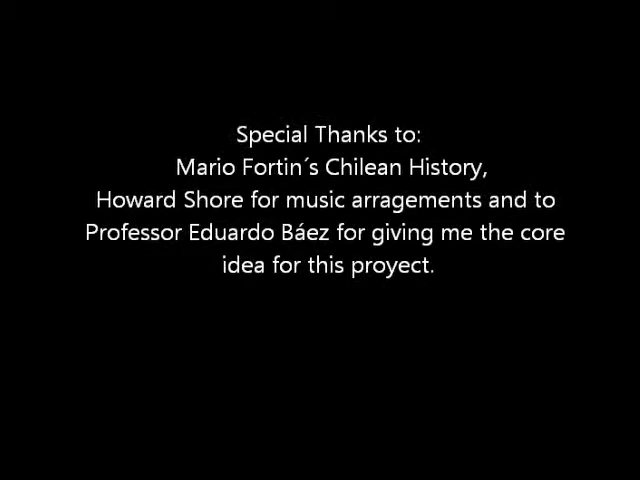 Special Thanks to:
Mario Fortin´s Chilean History,
Howard Shore for music arragements and to
Professor Eduardo Báez for giving me the core
idea for this proyect.